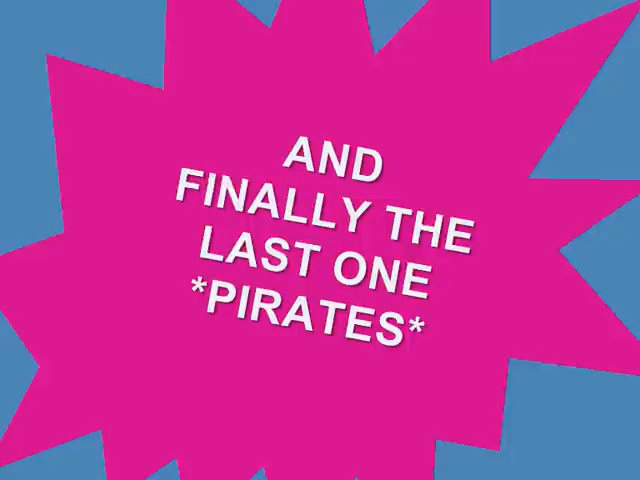 AND
FINALLY THE
LAST ONE
*PIRATES*